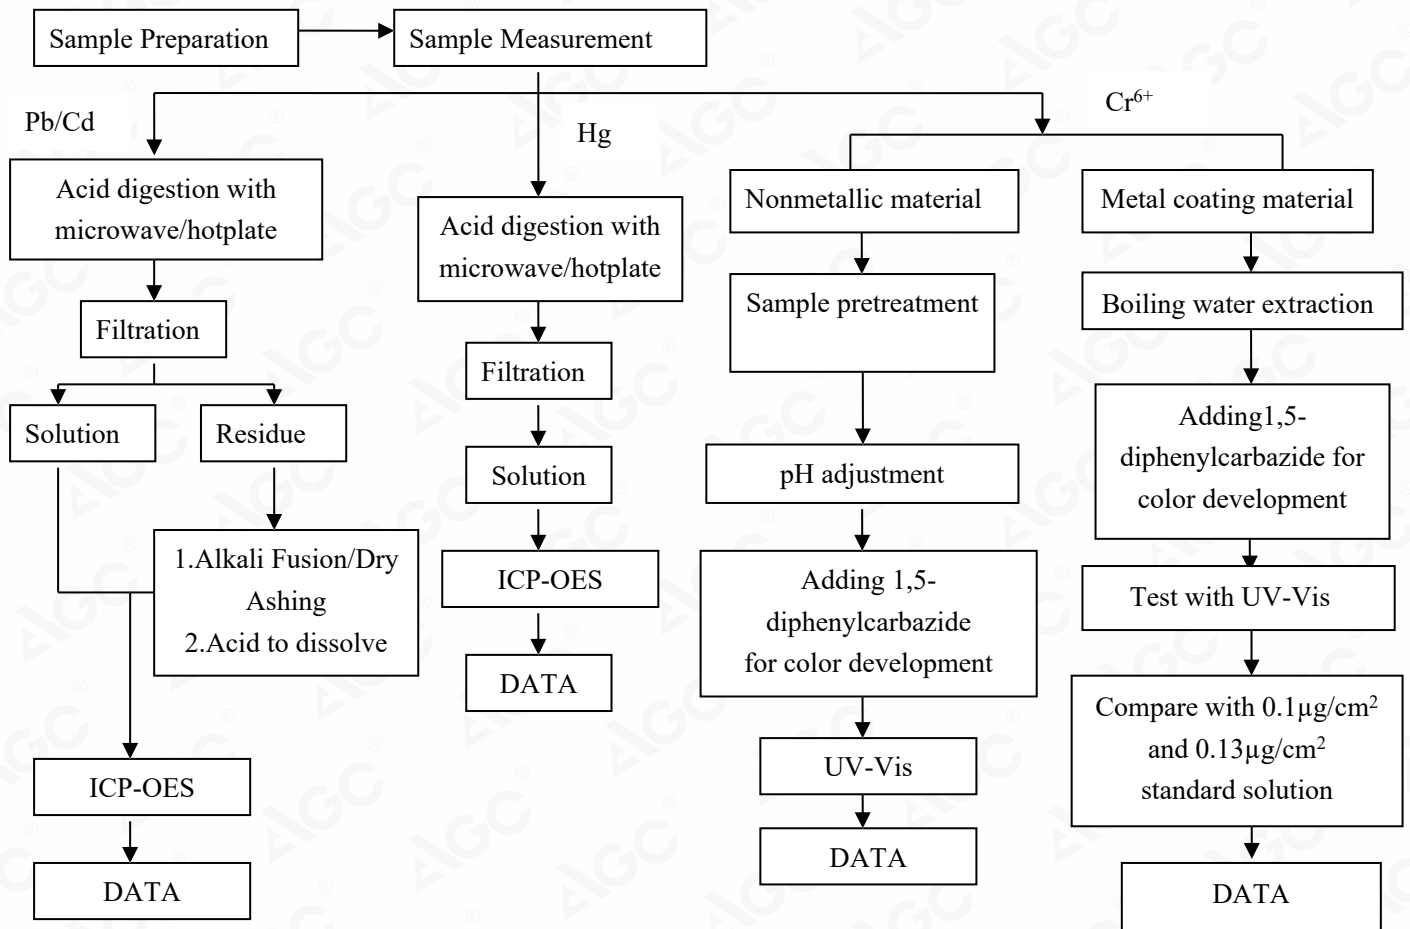 Sample Preparation
Sample Measurement
Pb/Cd
Hg
Cr⁶⁺
Acid digestion with
microwave/hotplate
Filtration
Solution
Residue
1.Alkali Fusion/Dry
Ashing
2.Acid to dissolve
ICP-OES
DATA
Acid digestion with
microwave/hotplate
Filtration
Solution
ICP-OES
DATA
Nonmetallic material
Sample pretreatment
pH adjustment
Adding 1,5-
diphenylcarbazide
for color development
UV-Vis
DATA
Metal coating material
Boiling water extraction
Adding1,5-
diphenylcarbazide for
color development
Test with UV-Vis
Compare with 0.1µg/cm²
and 0.13µg/cm²
standard solution
DATA
AGC®